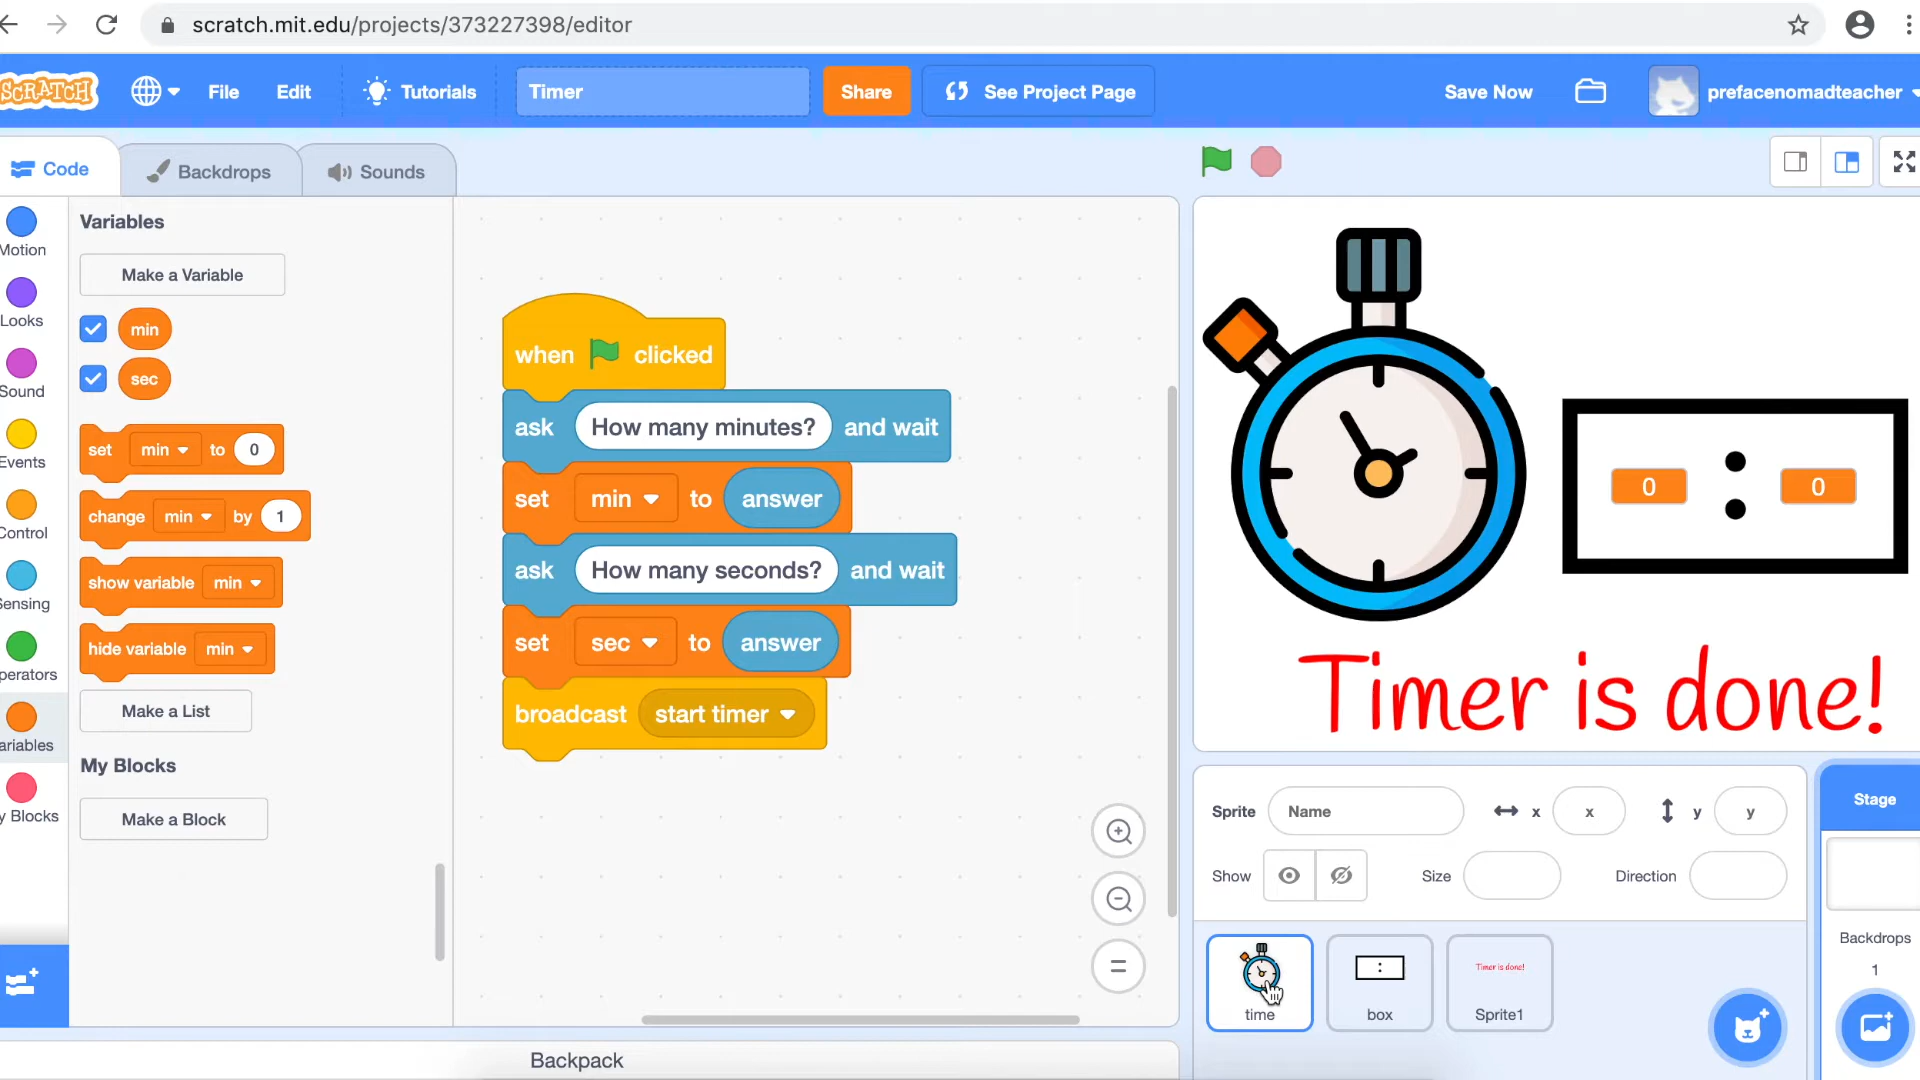 scratch.mit.edu/projects/373227398/editor
SCRATCH
File
Edit
Tutorials
Timer
Share
See Project Page
Save Now
prefacenomadteacher
Code
Backdrops
Sounds
Motion
Looks
Sound
Events
Control
Sensing
perators
ariables
y Blocks
Variables
Make a Variable
min
sec
set min to 0
change min by 1
show variable min
hide variable min
Make a List
My Blocks
Make a Block
when clicked
ask How many minutes? and wait
set min to answer
ask How many seconds? and wait
set sec to answer
broadcast start timer
Backpack
0 : 0
Timer is done!
Sprite Name x x y y
Show Size Direction
Timer is done!
time
box
Sprite1
Stage
Backdrops
1